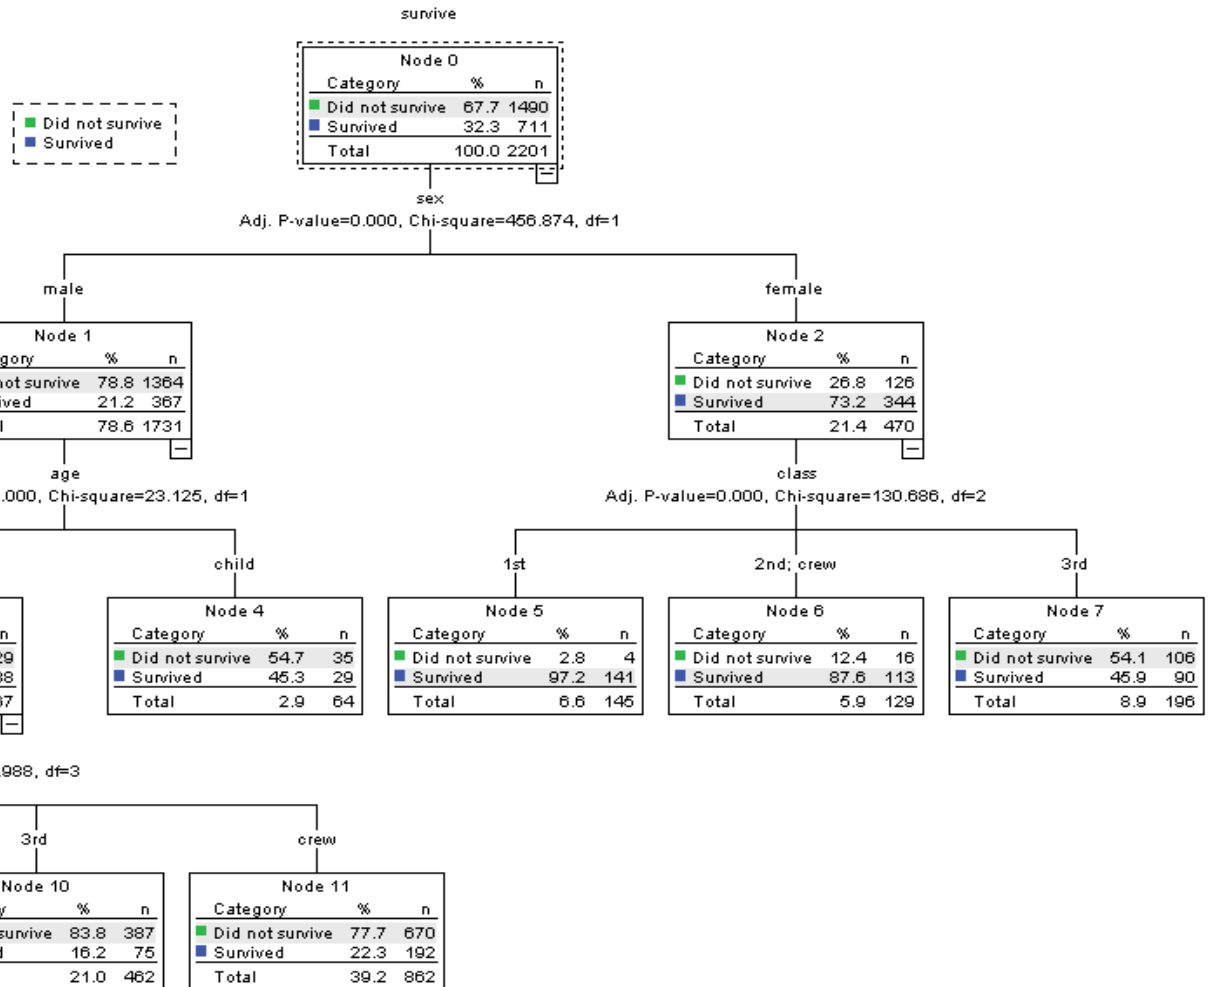 survive
Node 0
Category % n
Did not survive 67.7 1490
Survived 32.3 711
Total 100.0 2201
Did not survive
Survived
sex
Adj. P-value=0.000, Chi-square=456.874, df=1
male
female
Node 1
gory % n
not survive 78.8 1364
ived 21.2 367
l 78.6 1731
Node 2
Category % n
Did not survive 26.8 126
Survived 73.2 344
Total 21.4 470
age
.000, Chi-square=23.125, df=1
class
Adj. P-value=0.000, Chi-square=130.686, df=2
child
1st
2nd; crew
3rd
n
29
38
67
Node 4
Category % n
Did not survive 54.7 35
Survived 45.3 29
Total 2.9 64
Node 5
Category % n
Did not survive 2.8 4
Survived 97.2 141
Total 6.6 145
Node 6
Category % n
Did not survive 12.4 16
Survived 87.6 113
Total 5.9 129
Node 7
Category % n
Did not survive 54.1 106
Survived 45.9 90
Total 8.9 196
.988, df=3
3rd
crew
Node 10
y % n
survive 83.8 387
d 16.2 75
21.0 462
Node 11
Category % n
Did not survive 77.7 670
Survived 22.3 192
Total 39.2 862